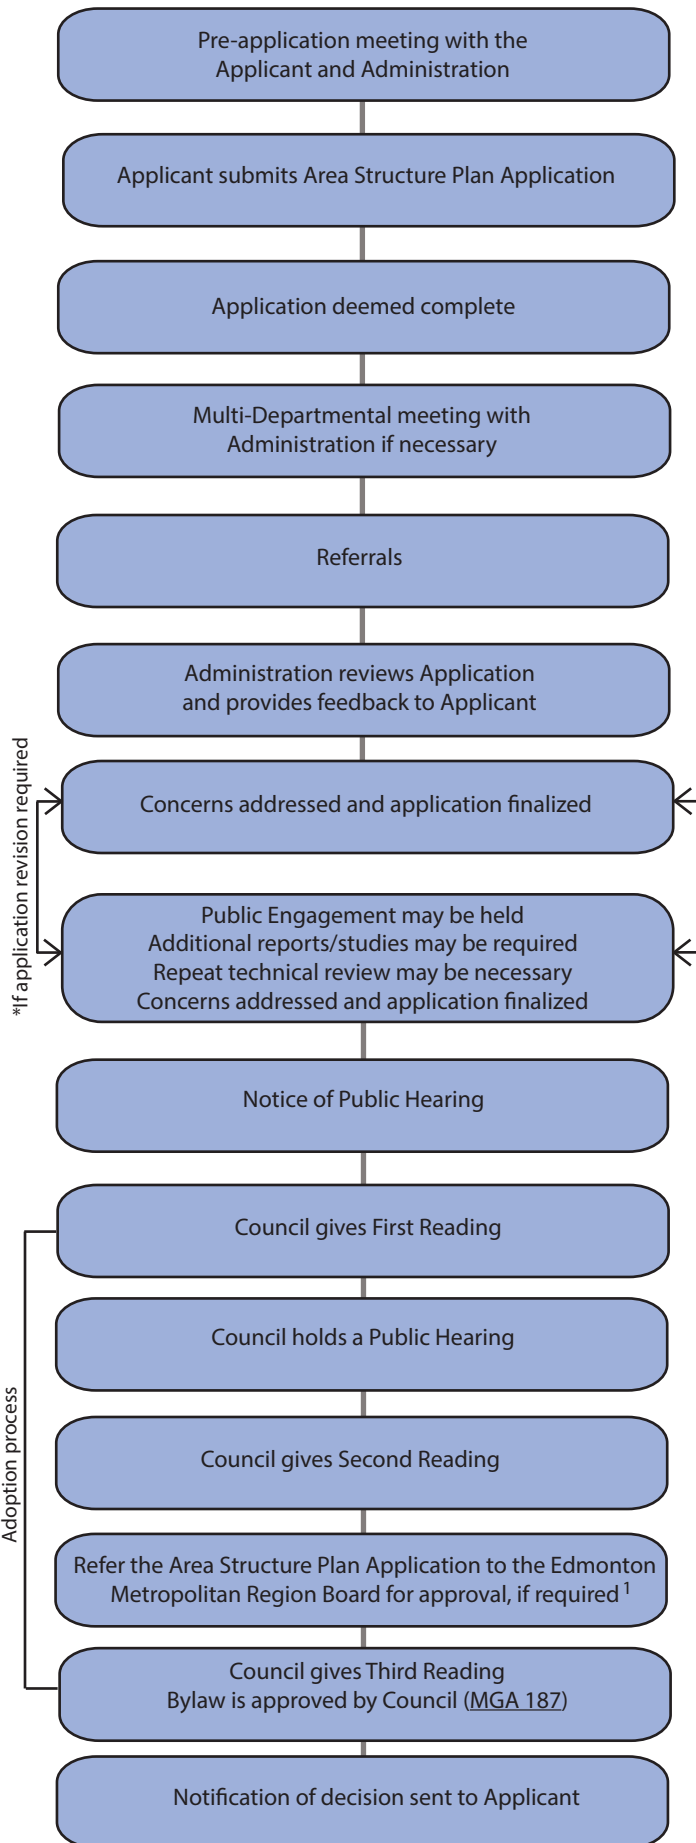 Pre-application meeting with the
Applicant and Administration
Applicant submits Area Structure Plan Application
Application deemed complete
Multi-Departmental meeting with
Administration if necessary
Referrals
Administration reviews Application
and provides feedback to Applicant
*If application revision required
Concerns addressed and application finalized
Public Engagement may be held
Additional reports/studies may be required
Repeat technical review may be necessary
Concerns addressed and application finalized
Notice of Public Hearing
Adoption process
Council gives First Reading
Council holds a Public Hearing
Council gives Second Reading
Refer the Area Structure Plan Application to the Edmonton
Metropolitan Region Board for approval, if required 1
Council gives Third Reading
Bylaw is approved by Council (MGA 187)
Notification of decision sent to Applicant